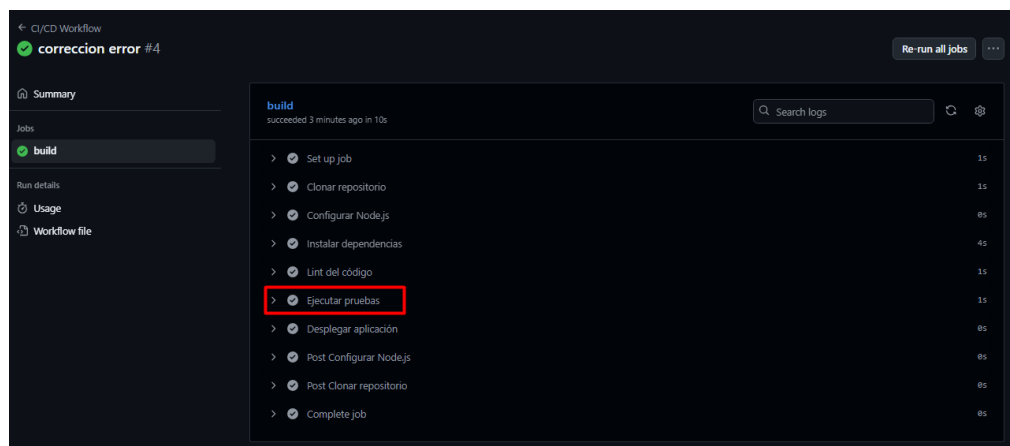 ← CI/CD Workflow
correccion error #4
Re-run all jobs
Summary
Jobs
build
Run details
Usage
Workflow file
build
succeeded 3 minutes ago in 10s
Search logs
Set up job 1s
Clonar repositorio 1s
Configurar Node.js 0s
Instalar dependencias 4s
Lint del código 1s
Ejecutar pruebas 1s
Desplegar aplicación 0s
Post Configurar Node.js 0s
Post Clonar repositorio 0s
Complete job 0s